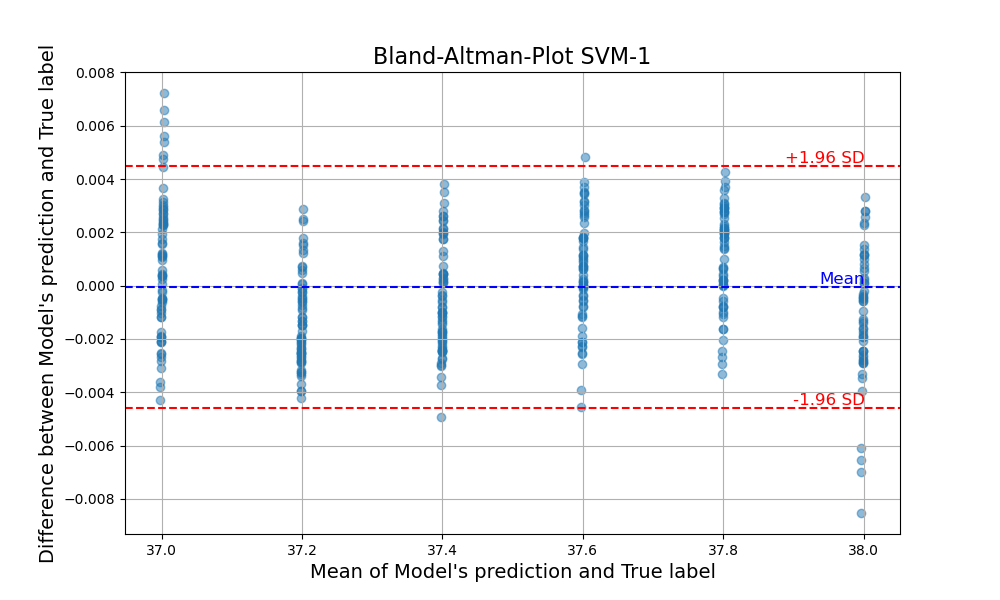 Bland-Altman-Plot SVM-1
Difference between Model's prediction and True label
0.008
0.006
0.004
0.002
0.000
−0.002
−0.004
−0.006
−0.008
+1.96 SD
Mean
-1.96 SD
37.0 37.2 37.4 37.6 37.8 38.0
Mean of Model's prediction and True label